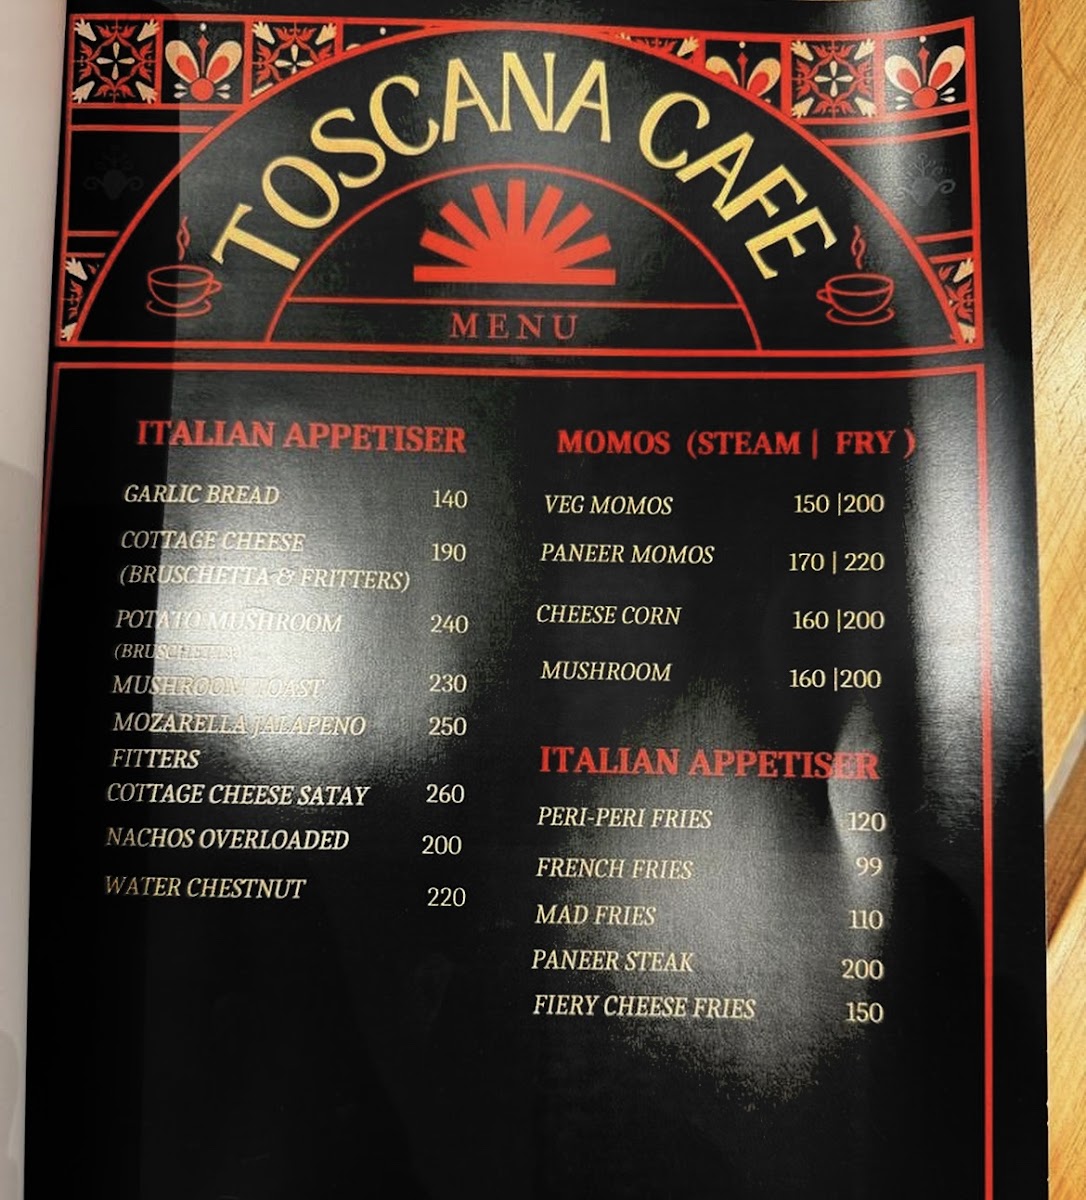 TOSCANA CAFE
MENU
ITALIAN APPETISER
GARLIC BREAD 140
COTTAGE CHEESE 190
(BRUSCHETTA & FRITTERS)
POTATO MUSHROOM 240
(BRUSCHETTA)
MUSHROOM TOAST 230
MOZARELLA JALAPENO 250
FITTERS
COTTAGE CHEESE SATAY 260
NACHOS OVERLOADED 200
WATER CHESTNUT 220
MOMOS (STEAM | FRY )
VEG MOMOS 150 |200
PANEER MOMOS 170 | 220
CHEESE CORN 160 |200
MUSHROOM 160 |200
ITALIAN APPETISER
PERI-PERI FRIES 120
FRENCH FRIES 99
MAD FRIES 110
PANEER STEAK 200
FIERY CHEESE FRIES 150